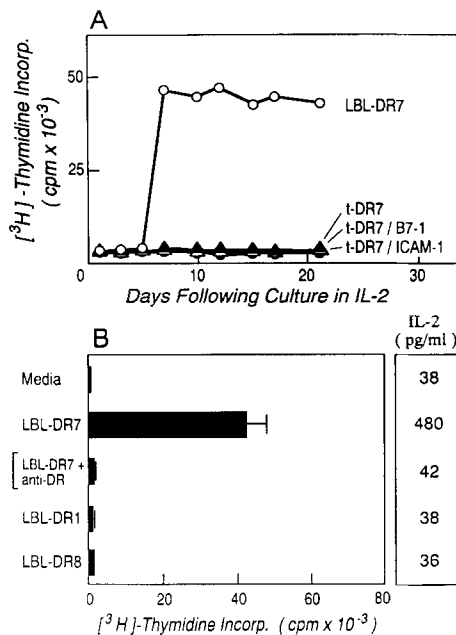 A
[³H]-Thymidine Incorp.
( cpm x 10-³)
50
25
LBL-DR7
t-DR7
t-DR7 / B7-1
t-DR7 / ICAM-1
0 10 20 30
Days Following Culture in IL-2
B
IL-2
( pg/ml )
Media 38
LBL-DR7 480
LBL-DR7 +
anti-DR 42
LBL-DR1 38
LBL-DR8 36
0 20 40 60 80
[³H]-Thymidine Incorp. ( cpm x 10-³)